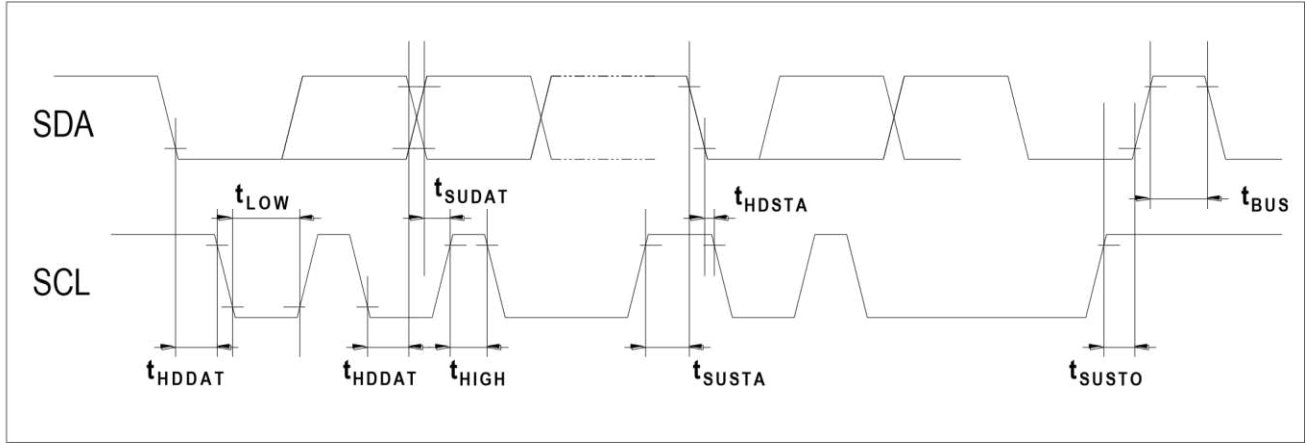 SDA
tLOW
tSUDAT
tHDSTA
tBUS
SCL
tHDDAT
tHDDAT
tHIGH
tSUSTA
tSUSTO